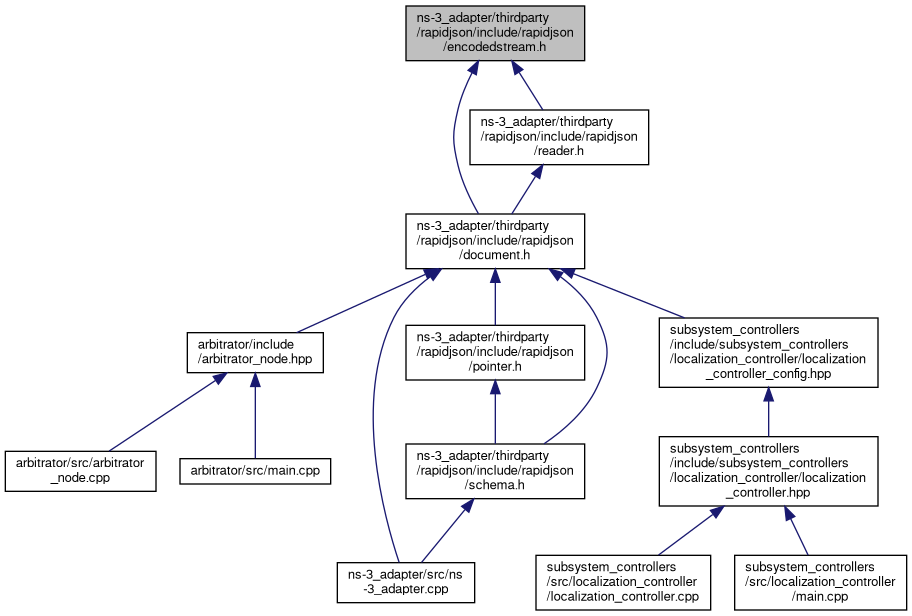 ns-3_adapter/thirdparty
/rapidjson/include/rapidjson
/encodedstream.h
ns-3_adapter/thirdparty
/rapidjson/include/rapidjson
/reader.h
ns-3_adapter/thirdparty
/rapidjson/include/rapidjson
/document.h
arbitrator/include
/arbitrator_node.hpp
ns-3_adapter/thirdparty
/rapidjson/include/rapidjson
/pointer.h
subsystem_controllers
/include/subsystem_controllers
/localization_controller/localization
_controller_config.hpp
arbitrator/src/arbitrator
_node.cpp
arbitrator/src/main.cpp
ns-3_adapter/thirdparty
/rapidjson/include/rapidjson
/schema.h
subsystem_controllers
/include/subsystem_controllers
/localization_controller/localization
_controller.hpp
ns-3_adapter/src/ns
-3_adapter.cpp
subsystem_controllers
/src/localization_controller
/localization_controller.cpp
subsystem_controllers
/src/localization_controller
/main.cpp